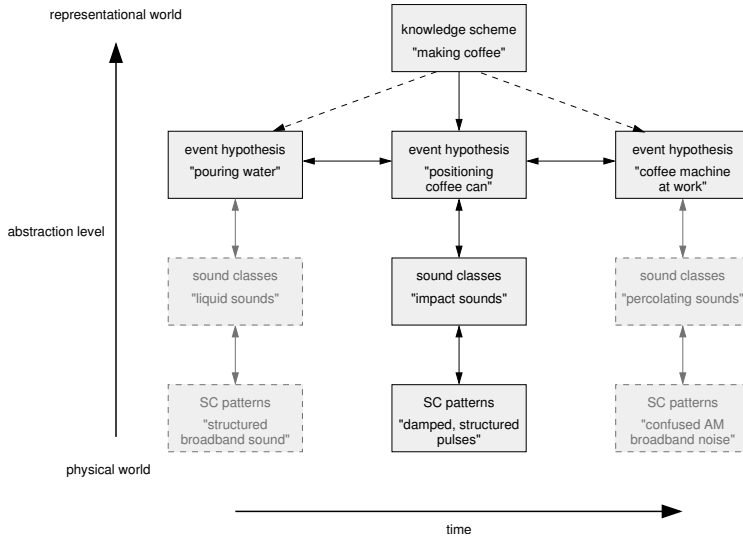 representational world
knowledge scheme
"making coffee"
event hypothesis
"pouring water"
event hypothesis
"positioning
coffee can"
event hypothesis
"coffee machine
at work"
abstraction level
sound classes
"liquid sounds"
sound classes
"impact sounds"
sound classes
"percolating sounds"
SC patterns
"structured
broadband sound"
SC patterns
"damped, structured
pulses"
SC patterns
"confused AM
broadband noise"
physical world
time